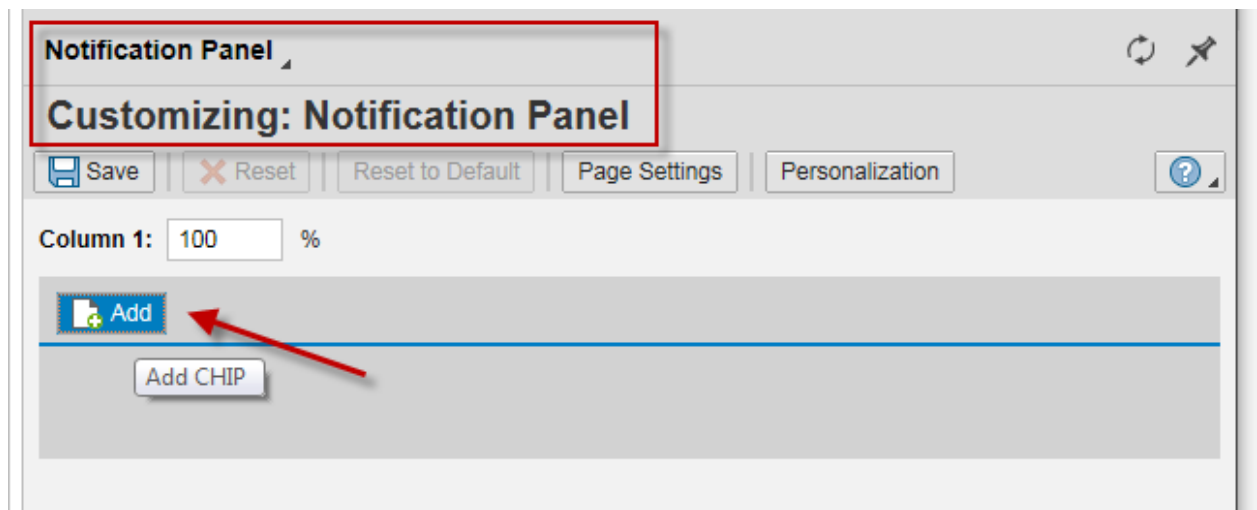 Notification Panel
Customizing: Notification Panel
Save Reset Reset to Default Page Settings Personalization ?
Column 1: 100 %
Add
Add CHIP